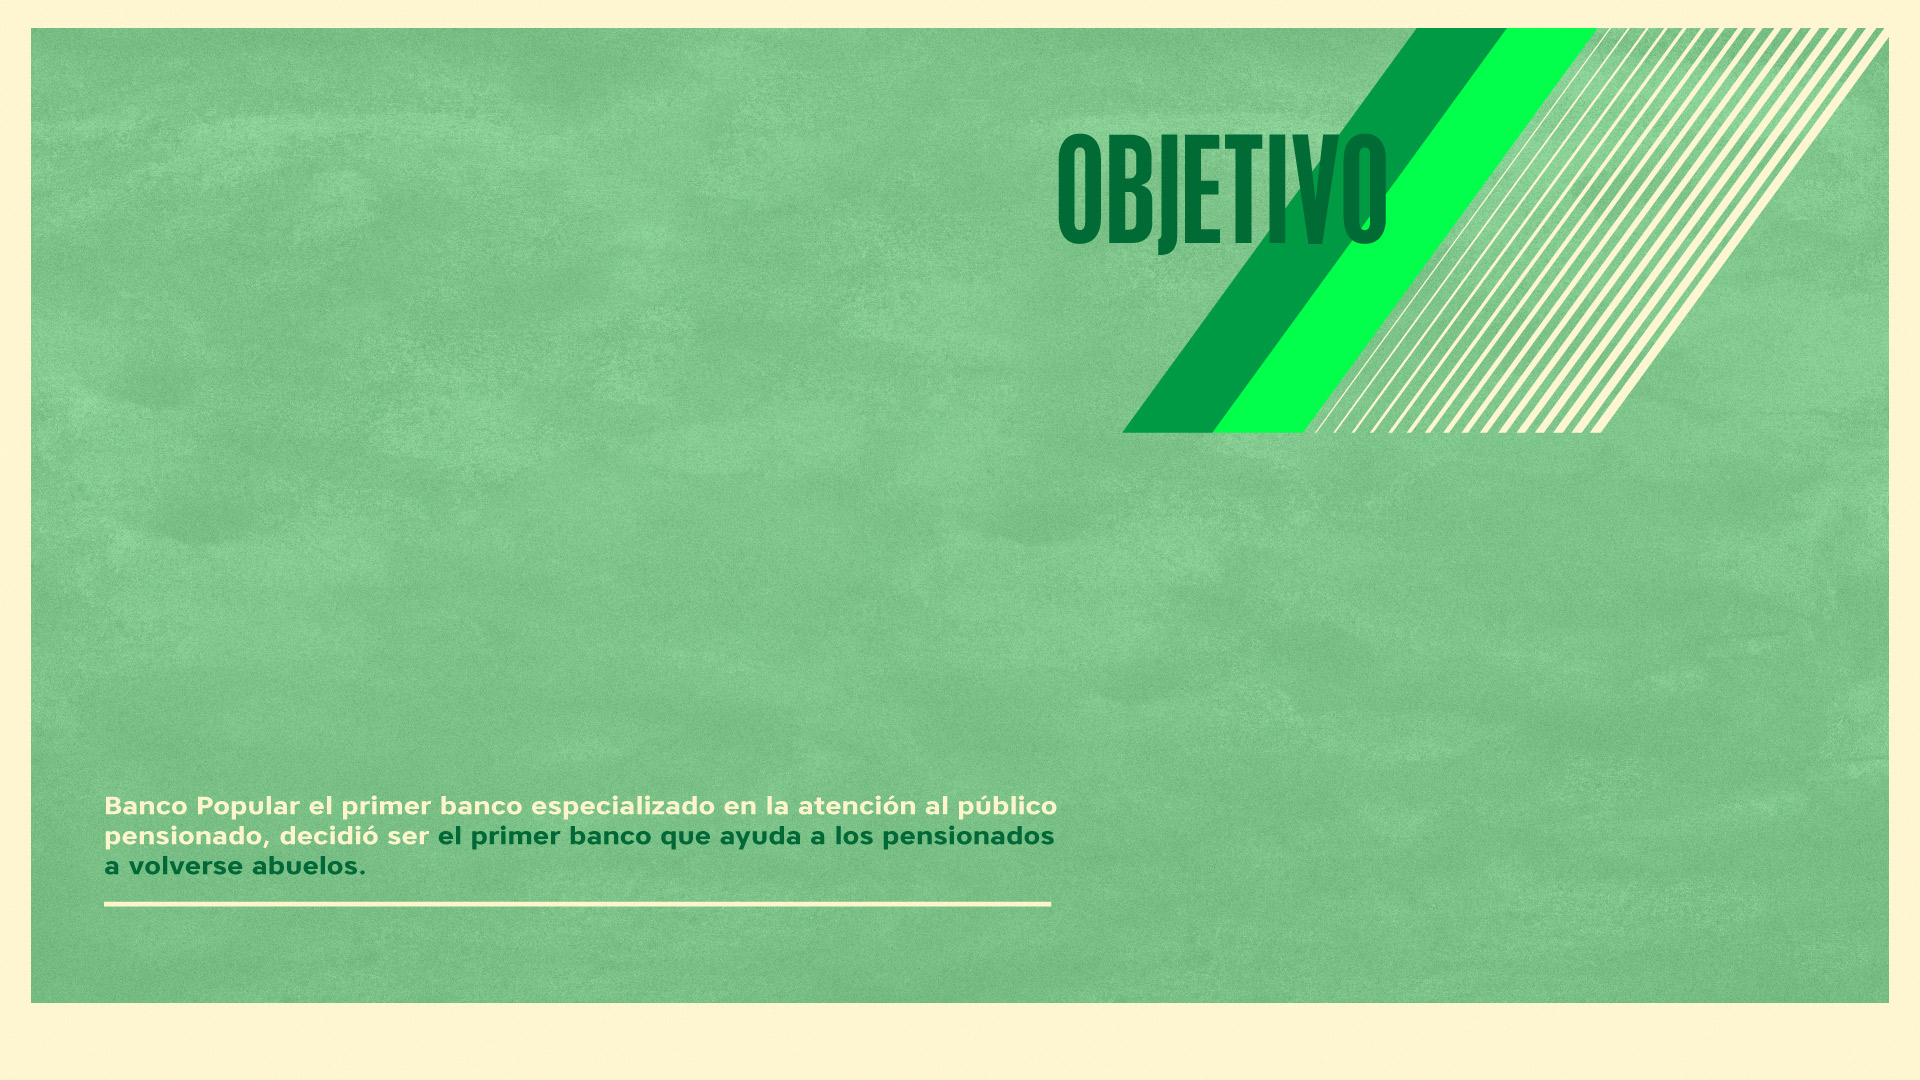 OBJETIVO
Banco Popular el primer banco especializado en la atención al público
pensionado, decidió ser el primer banco que ayuda a los pensionados
a volverse abuelos.